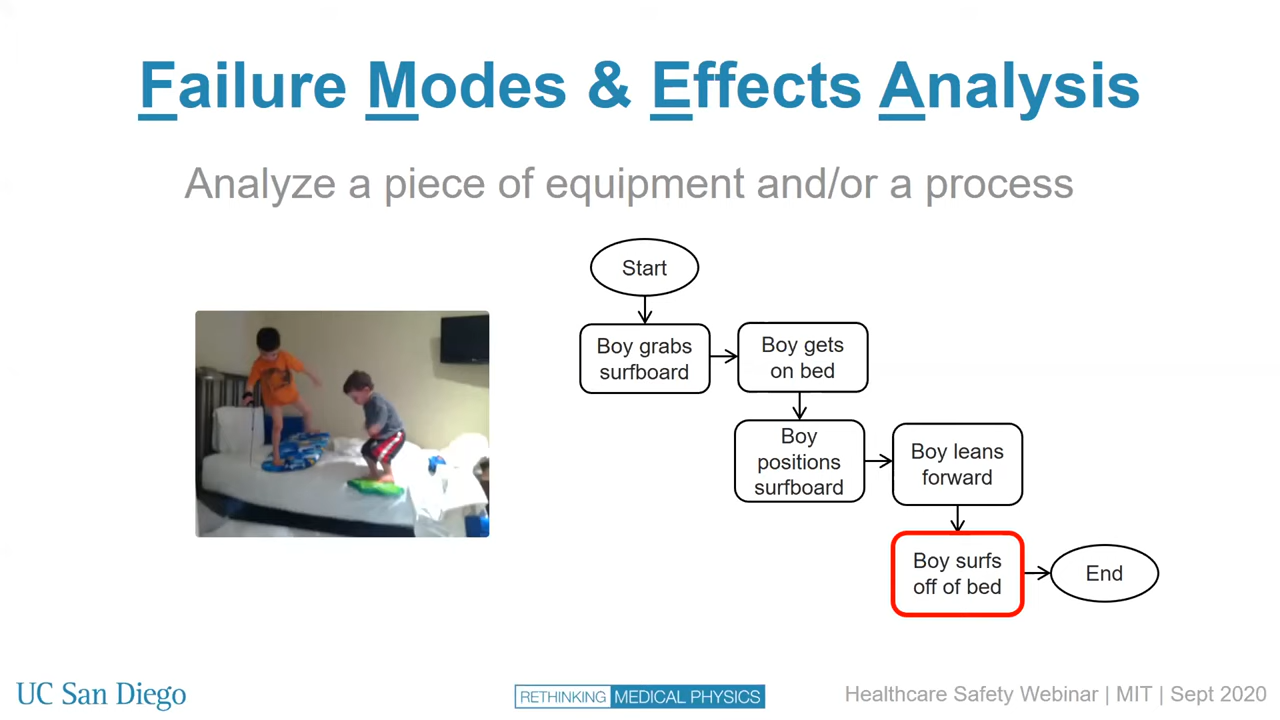 Failure Modes & Effects Analysis
Analyze a piece of equipment and/or a process
Start
Boy grabs
surfboard
Boy gets
on bed
Boy
positions
surfboard
Boy leans
forward
Boy surfs
off of bed
End
UC San Diego
RETHINKING MEDICAL PHYSICS
Healthcare Safety Webinar | MIT | Sept 2020